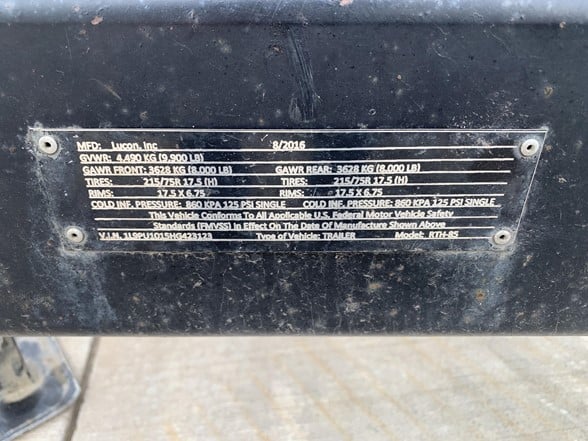 MFD: Lucon, Inc 8/2016
GVWR: 4,490 KG (9,900 LB)
GAWR FRONT: 3628 KG (8,000 LB) GAWR REAR: 3628 KG (8,000 LB)
TIRES: 215/75R 17.5 (H) TIRES: 215/75R 17.5 (H)
RIMS: 17.5 X 6.75 RIMS: 17.5 X 6.75
COLD INF. PRESSURE: 860 KPA 125 PSI SINGLE COLD INF. PRESSURE: 860 KPA 125 PSI SINGLE
This Vehicle Conforms To All Applicable U.S. Federal Motor Vehicle Safety
Standards (FMVSS) In Effect On The Date Of Manufacture Shown Above
V.I.N. 1L9PU1015HG423123 Type of Vehicle: TRAILER Model: RTH-85